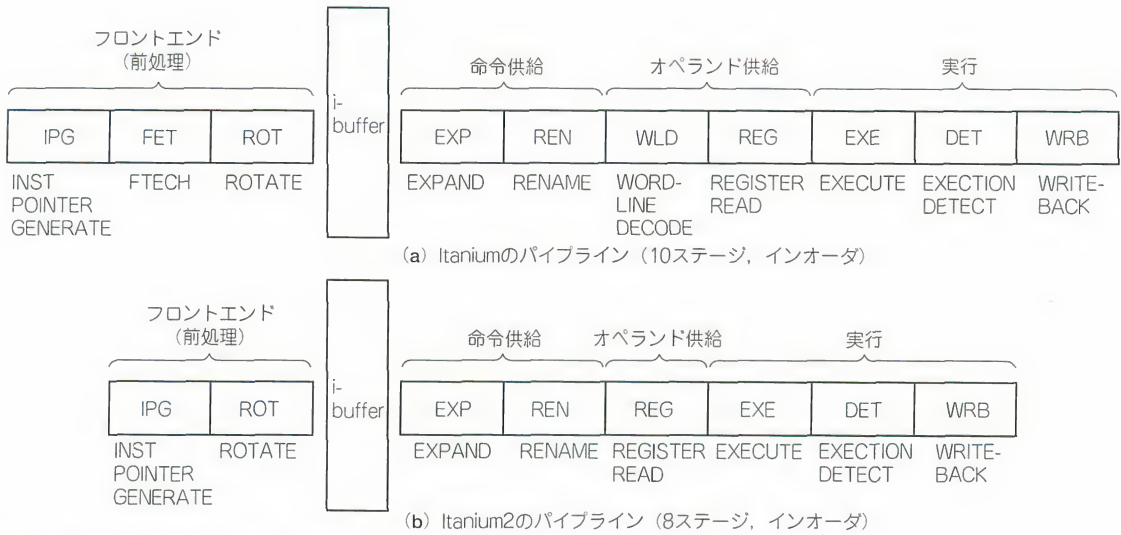 フロントエンド
(前処理)
i-
buffer
命令供給
オペランド供給
実行
IPG
FET
ROT
EXP
REN
WLD
REG
EXE
DET
WRB
INST
POINTER
GENERATE
FTECH
ROTATE
EXPAND
RENAME
WORD-
LINE
DECODE
REGISTER
READ
EXECUTE
EXECTION
DETECT
WRITE-
BACK
(a) Itaniumのパイプライン (10ステージ, インオーダ)
フロントエンド
(前処理)
i-
buffer
命令供給
オペランド供給
実行
IPG
ROT
EXP
REN
REG
EXE
DET
WRB
INST
POINTER
GENERATE
ROTATE
EXPAND
RENAME
REGISTER
READ
EXECUTE
EXECTION
DETECT
WRITE-
BACK
(b) Itanium2のパイプライン (8ステージ, インオーダ)